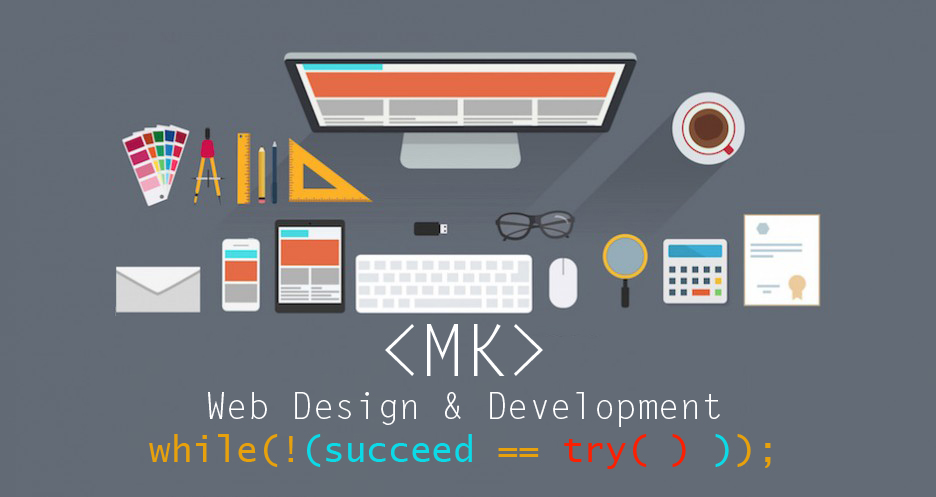 <MK>
Web Design & Development
while(!(succeed == try( ) ));